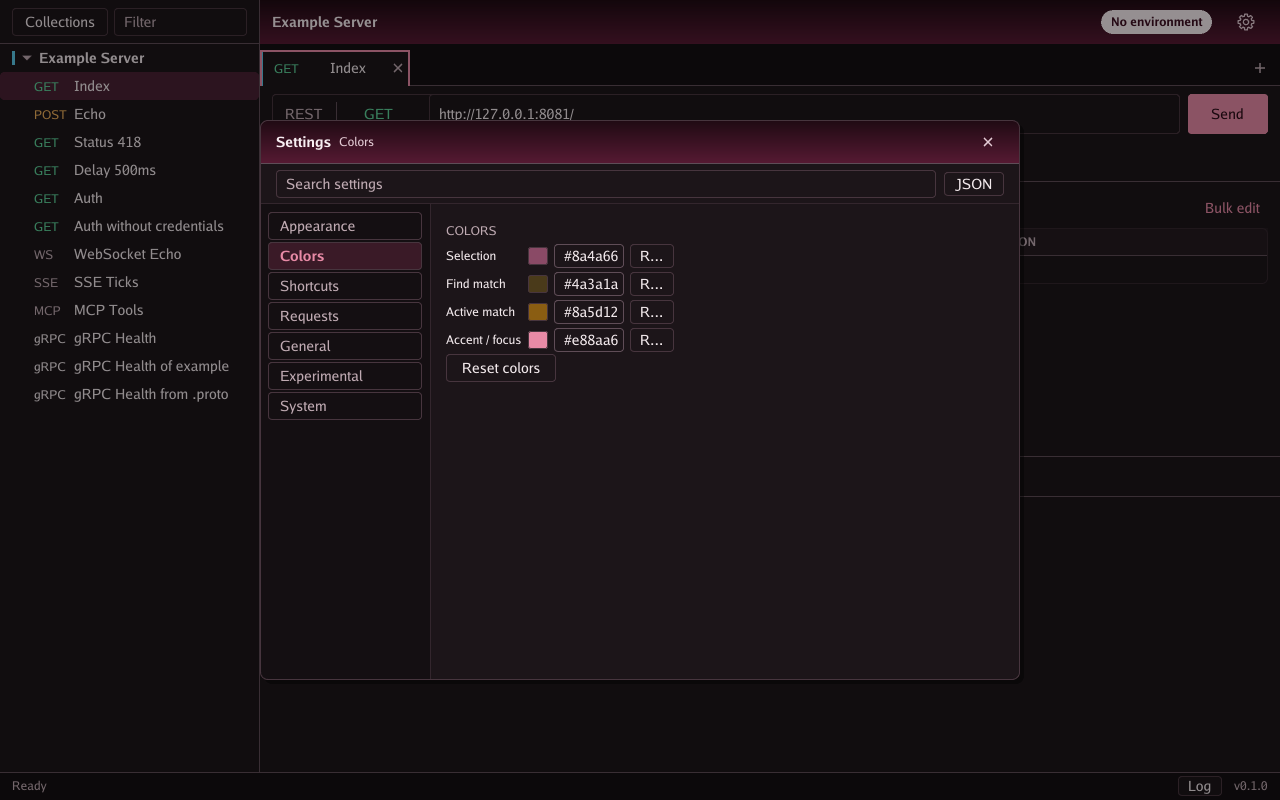 Collections
Filter
Example Server
No environment
Example Server
GET Index
POST Echo
GET Status 418
GET Delay 500ms
GET Auth
GET Auth without credentials
WS WebSocket Echo
SSE SSE Ticks
MCP MCP Tools
gRPC gRPC Health
gRPC gRPC Health of example
gRPC gRPC Health from .proto
GET Index
REST GET http://127.0.0.1:8081/
Send
Bulk edit
ON
Settings Colors
Search settings
JSON
Appearance
Colors
Shortcuts
Requests
General
Experimental
System
COLORS
Selection #8a4a66 R...
Find match #4a3a1a R...
Active match #8a5d12 R...
Accent / focus #e88aa6 R...
Reset colors
Ready
Log v0.1.0